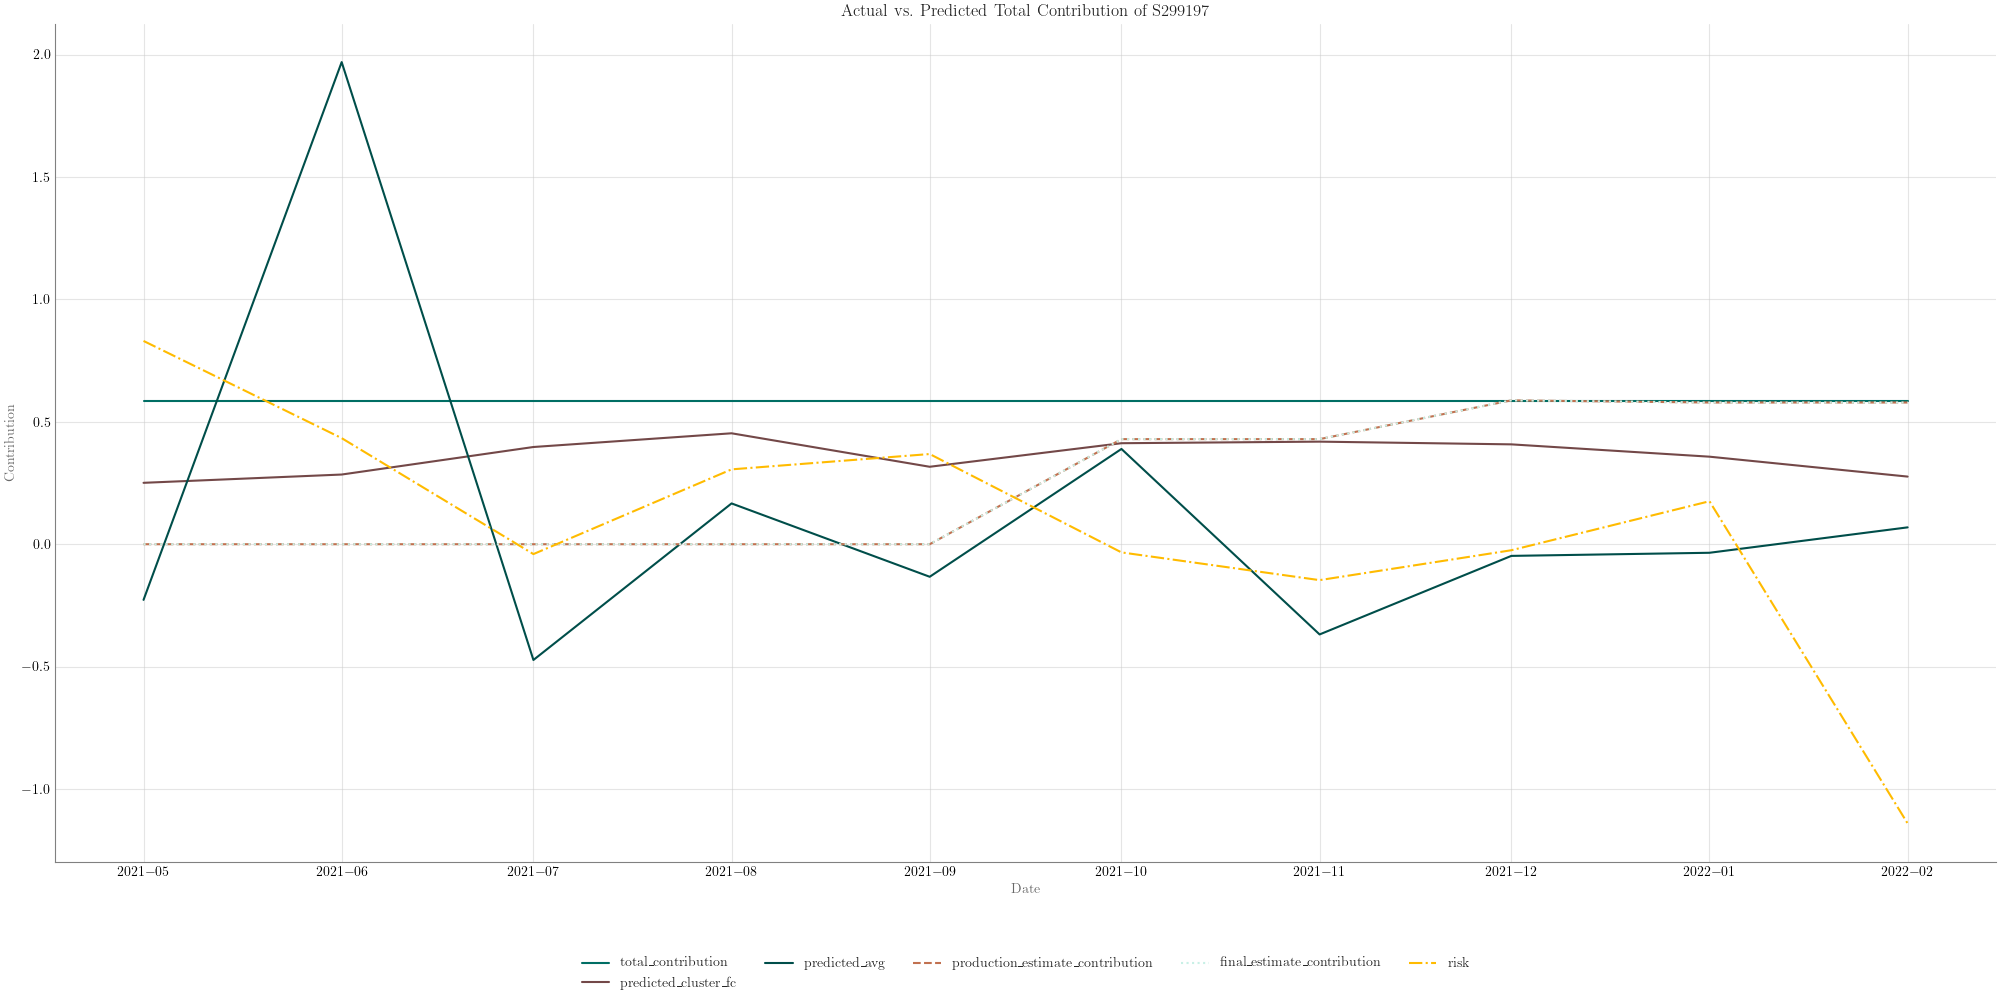 Actual vs. Predicted Total Contribution of S299197
2.0
1.5
1.0
0.5
0.0
−0.5
−1.0
Contribution
2021−05 2021−06 2021−07 2021−08 2021−09 2021−10 2021−11 2021−12 2022−01 2022−02
Date
total_contribution predicted_avg production_estimate_contribution final_estimate_contribution risk
predicted_cluster_fc